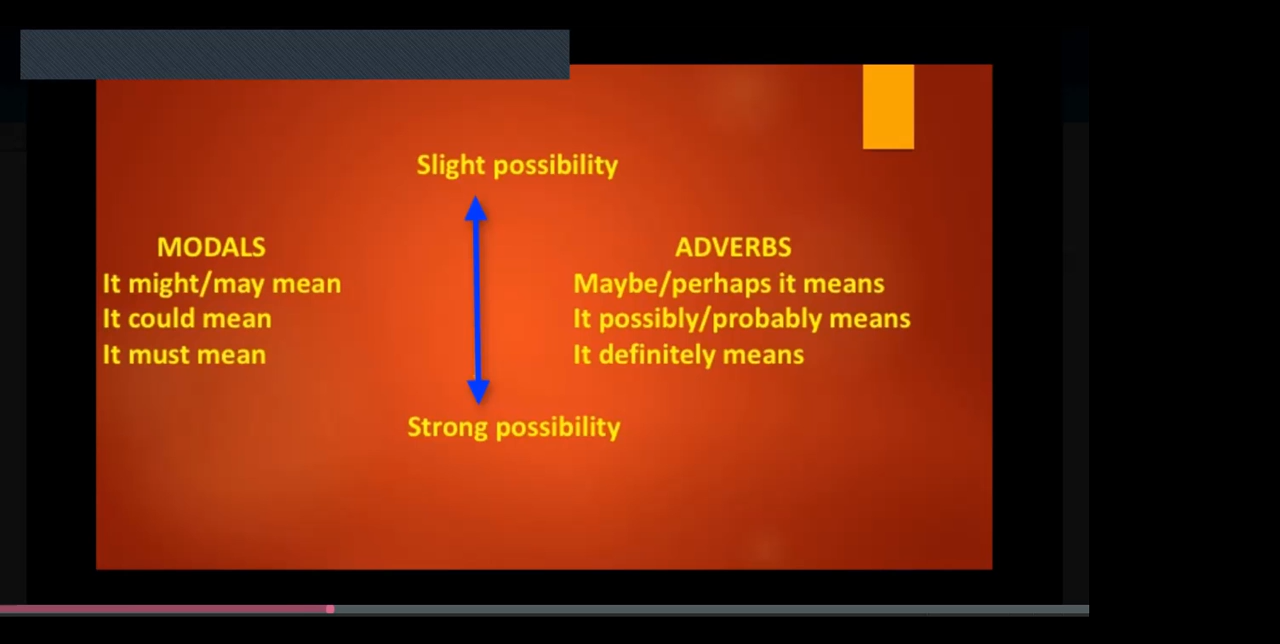 Slight possibility
MODALS
It might/may mean
It could mean
It must mean
ADVERBS
Maybe/perhaps it means
It possibly/probably means
It definitely means
Strong possibility